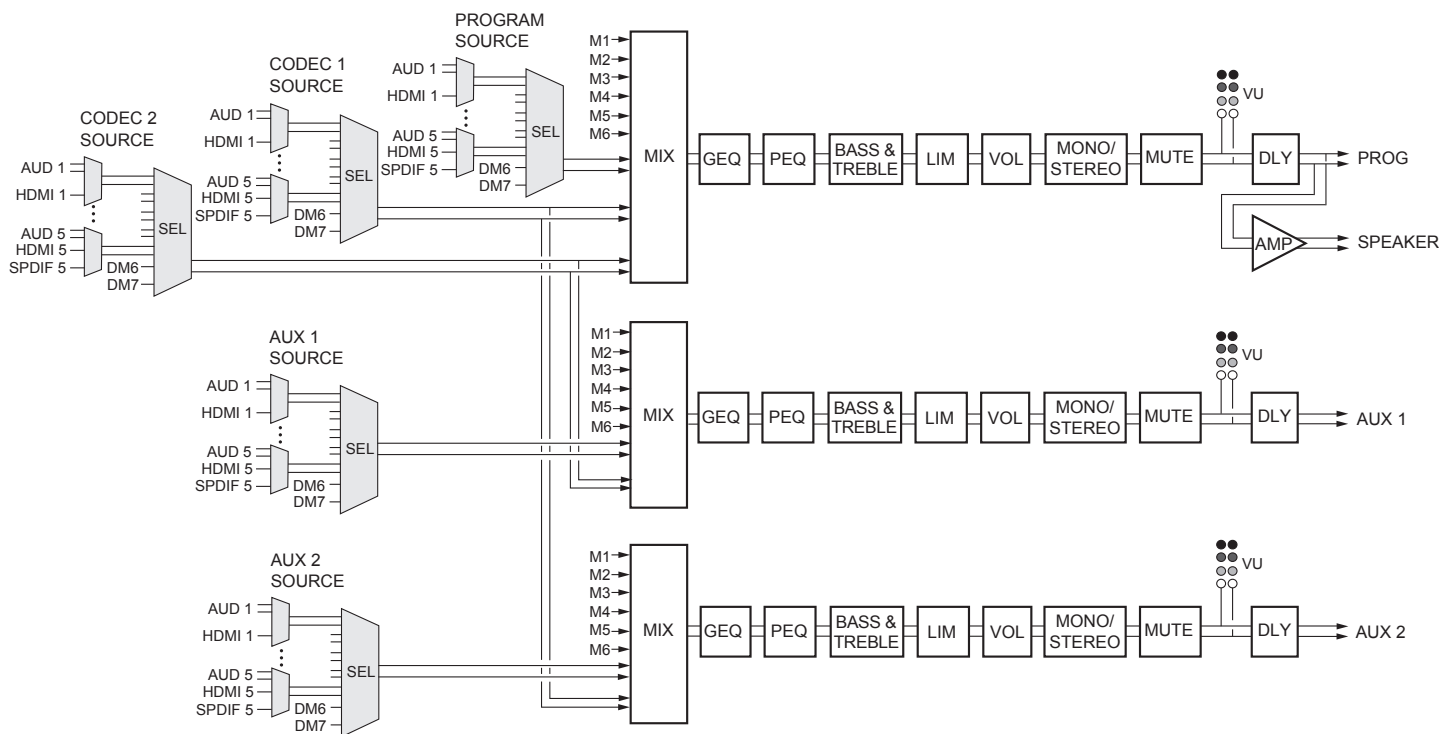 PROGRAM
SOURCE
AUD 1
HDMI 1
AUD 5
HDMI 5
SPDIF 5
DM6
DM7
SEL
CODEC 1
SOURCE
AUD 1
HDMI 1
AUD 5
HDMI 5
SPDIF 5
DM6
DM7
SEL
CODEC 2
SOURCE
AUD 1
HDMI 1
AUD 5
HDMI 5
SPDIF 5
DM6
DM7
SEL
M1
M2
M3
M4
M5
M6
MIX
GEQ
PEQ
BASS &
TREBLE
LIM
VOL
MONO/
STEREO
MUTE
VU
DLY
PROG
AMP
SPEAKER
AUX 1
SOURCE
AUD 1
HDMI 1
AUD 5
HDMI 5
SPDIF 5
DM6
DM7
SEL
M1
M2
M3
M4
M5
M6
MIX
GEQ
PEQ
BASS &
TREBLE
LIM
VOL
MONO/
STEREO
MUTE
VU
DLY
AUX 1
AUX 2
SOURCE
AUD 1
HDMI 1
AUD 5
HDMI 5
SPDIF 5
DM6
DM7
SEL
M1
M2
M3
M4
M5
M6
MIX
GEQ
PEQ
BASS &
TREBLE
LIM
VOL
MONO/
STEREO
MUTE
VU
DLY
AUX 2